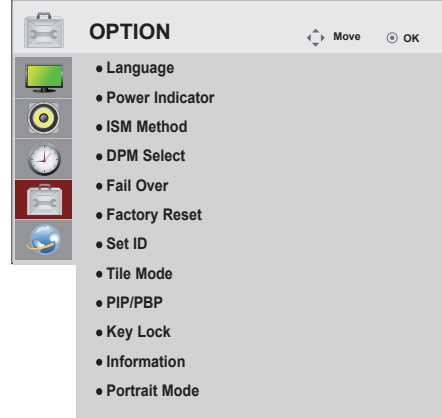 OPTION
Move
OK
● Language
● Power Indicator
● ISM Method
● DPM Select
● Fail Over
● Factory Reset
● Set ID
● Tile Mode
● PIP/PBP
● Key Lock
● Information
● Portrait Mode